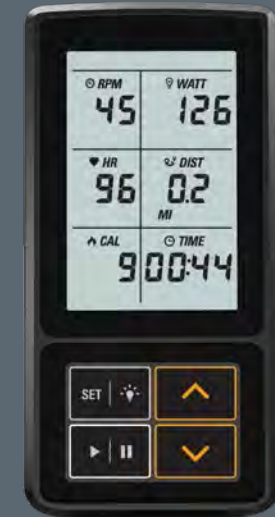 RPM WATT
45 126
HR DIST
96 0.2
MI
CAL TIME
9 00:44
SET